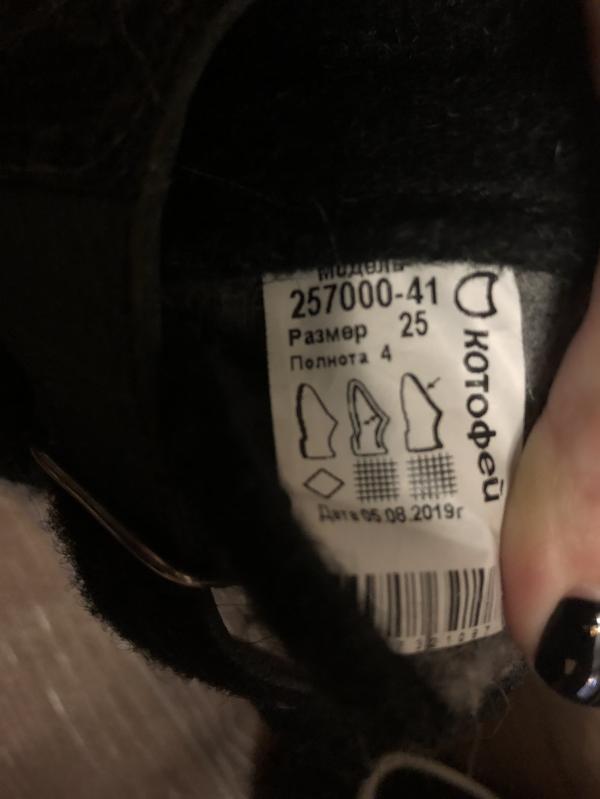 Модель
257000-41
Размер 25
Полнота 4
котофей
Дата 05.08.2019г